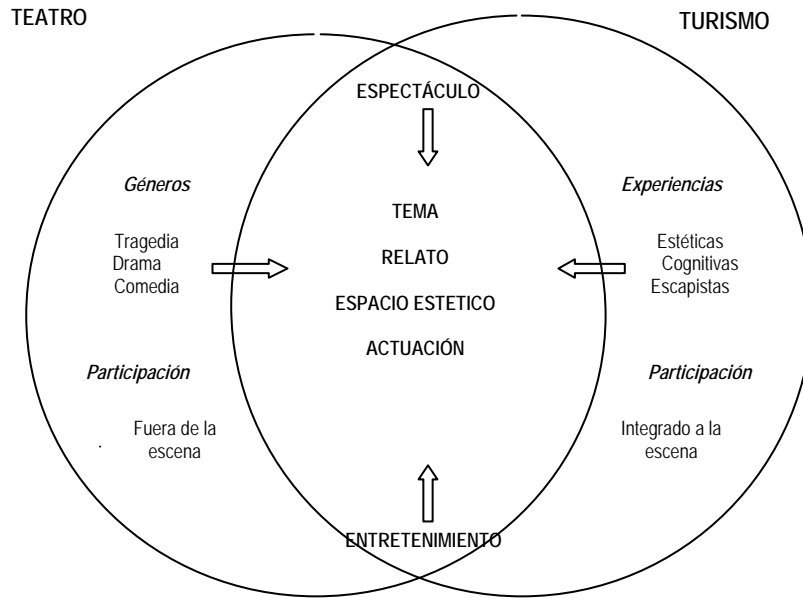 TEATRO
TURISMO
ESPECTÁCULO
Géneros
Tragedia
Drama
Comedia
Participación
Fuera de la
escena
TEMA
RELATO
ESPACIO ESTETICO
ACTUACIÓN
ENTRETENIMIENTO
Experiencias
Estéticas
Cognitivas
Escapistas
Participación
Integrado a la
escena